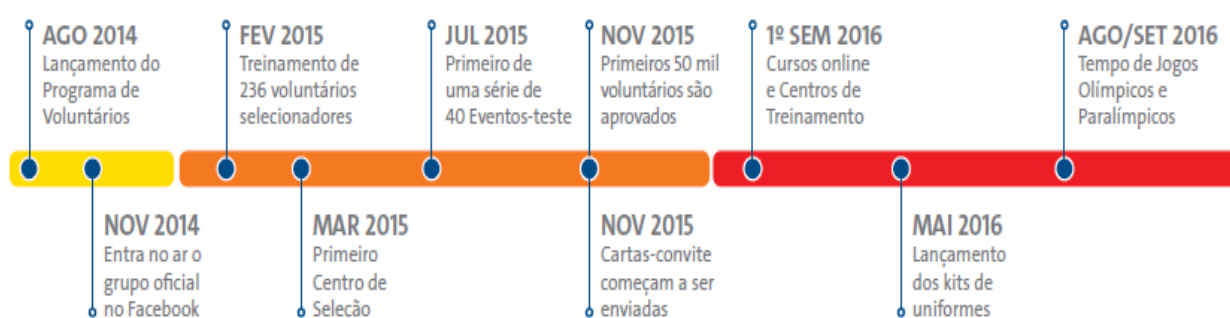 AGO 2014
Lançamento do
Programa de
Voluntários
FEV 2015
Treinamento de
236 voluntários
selecionadores
JUL 2015
Primeiro de
uma série de
40 Eventos-teste
NOV 2015
Primeiros 50 mil
voluntários são
aprovados
1º SEM 2016
Cursos online
e Centros de
Treinamento
AGO/SET 2016
Tempo de Jogos
Olímpicos e
Paralímpicos
NOV 2014
Entra no ar o
grupo oficial
no Facebook
MAR 2015
Primeiro
Centro de
Seleção
NOV 2015
Cartas-convite
começam a ser
enviadas
MAI 2016
Lançamento
dos kits de
uniformes